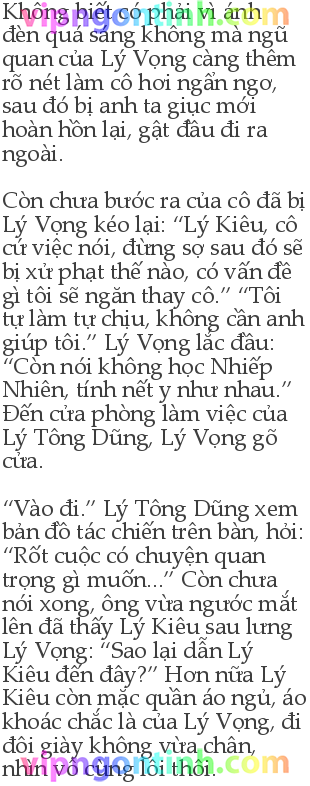 Không biết có phải vì ánh
đèn quá sáng không mà ngũ
quan của Lý Vọng càng thêm
rõ nét làm cô hơi ngẩn ngơ,
sau đó bị anh ta giục mới
hoàn hồn lại, gật đầu đi ra
ngoài.
Còn chưa bước ra của cô đã bị
Lý Vọng kéo lại: “Lý Kiêu, cô
cứ việc nói, đừng sợ sau đó sẽ
bị xử phạt thế nào, có vấn đề
gì tôi sẽ ngăn thay cô.” “Tôi
tự làm tự chịu, không cần anh
giúp tôi.” Lý Vọng lắc đầu:
“Còn nói không học Nhiếp
Nhiên, tính nết y như nhau.”
Đến cửa phòng làm việc của
Lý Tông Dũng, Lý Vọng gõ
cửa.
“Vào đi.” Lý Tông Dũng xem
bản đồ tác chiến trên bàn, hỏi:
“Rốt cuộc có chuyện quan
trọng gì muốn...” Còn chưa
nói xong, ông vừa ngước mắt
lên đã thấy Lý Kiêu sau lưng
Lý Vọng: “Sao lại dẫn Lý
Kiêu đến đây?” Hơn nữa Lý
Kiêu còn mặc quần áo ngủ, áo
khoác chắc là của Lý Vọng, đi
đôi giày không vừa chân,
nhìn vô cùng lôi thôi.
vipngontinh.com
vipngontinh.com